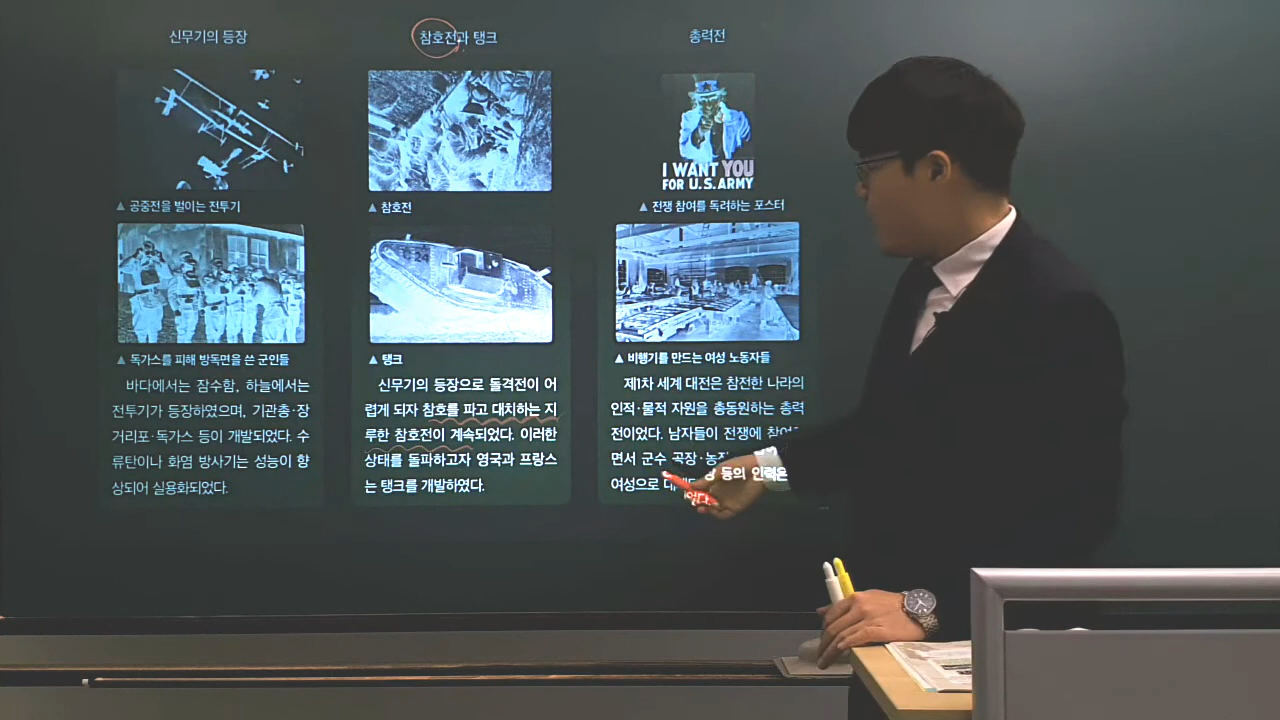 신무기의 등장
▲ 공중전을 벌이는 전투기
▲ 독가스를 피해 방독면을 쓴 군인들
바다에서는 잠수함, 하늘에서는
전투기가 등장하였으며, 기관총·장
거리포·독가스 등이 개발되었다. 수
류탄이나 화염 방사기는 성능이 향
상되어 실용화되었다.
참호전과 탱크
▲ 참호전
C 24
▲ 탱크
신무기의 등장으로 돌격전이 어
렵게 되자 참호를 파고 대치하는 지
루한 참호전이 계속되었다. 이러한
상태를 돌파하고자 영국과 프랑스
는 탱크를 개발하였다.
총력전
I WANT YOU
FOR U.S. ARMY
▲ 전쟁 참여를 독려하는 포스터
▲ 비행기를 만드는 여성 노동자들
제1차 세계 대전은 참전한 나라의
인적·물적 자원을 총동원하는 총력
전이었다. 남자들이 전쟁에
면서 군수 공장· 등의 인력은
여성으로